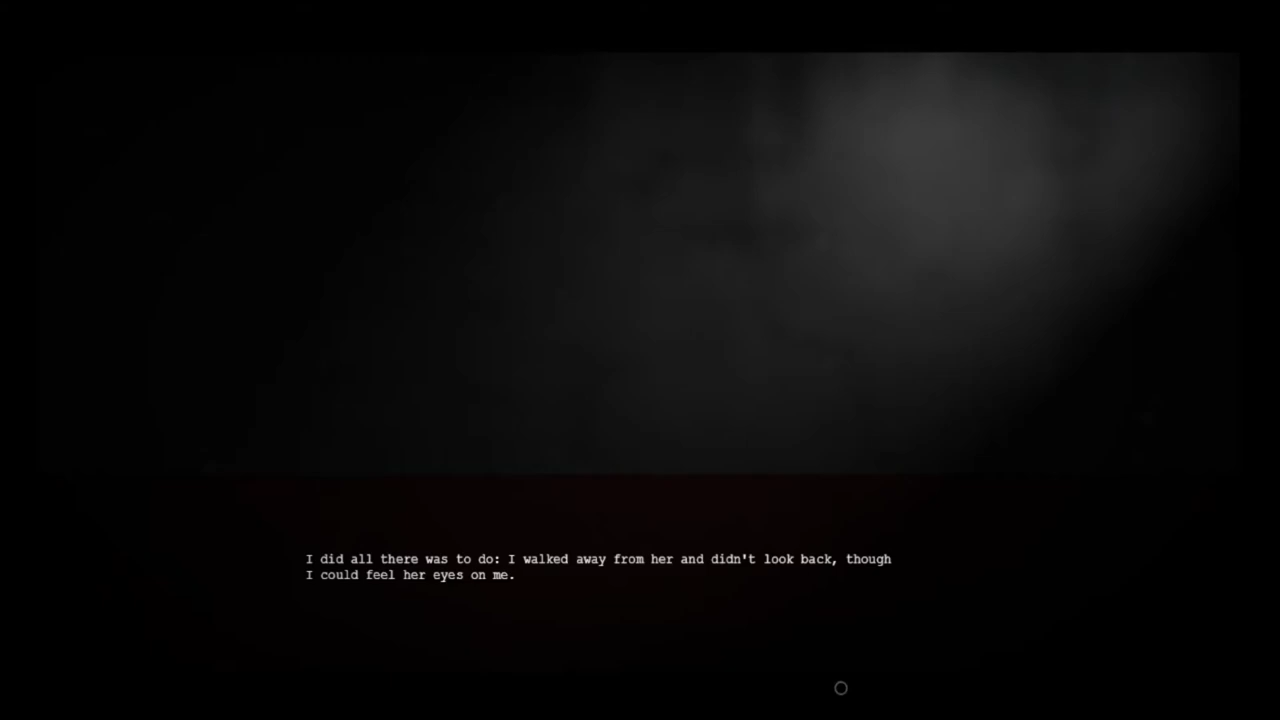 I did all there was to do: I walked away from her and didn't look back, though
I could feel her eyes on me.